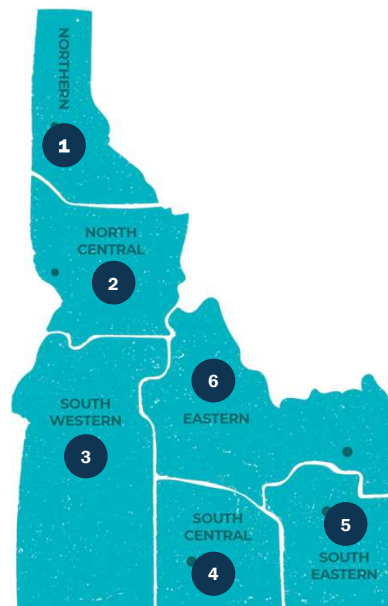 NORTHERN
1
NORTH
CENTRAL
2
6
EASTERN
SOUTH
WESTERN
3
SOUTH
CENTRAL
4
5
SOUTH
EASTERN